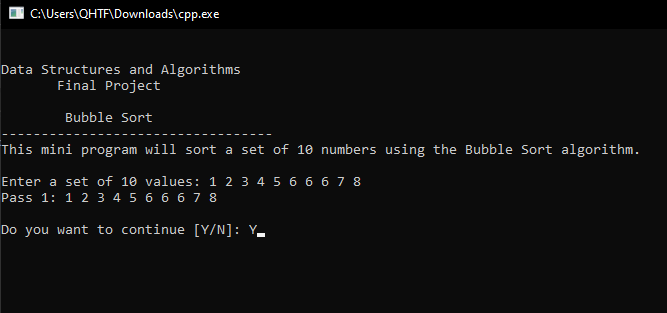 C:\Users\QHTF\Downloads\cpp.exe
Data Structures and Algorithms
Final Project
Bubble Sort
----------------------------------
This mini program will sort a set of 10 numbers using the Bubble Sort algorithm.
Enter a set of 10 values: 1 2 3 4 5 6 6 6 7 8
Pass 1: 1 2 3 4 5 6 6 6 7 8
Do you want to continue [Y/N]: Y